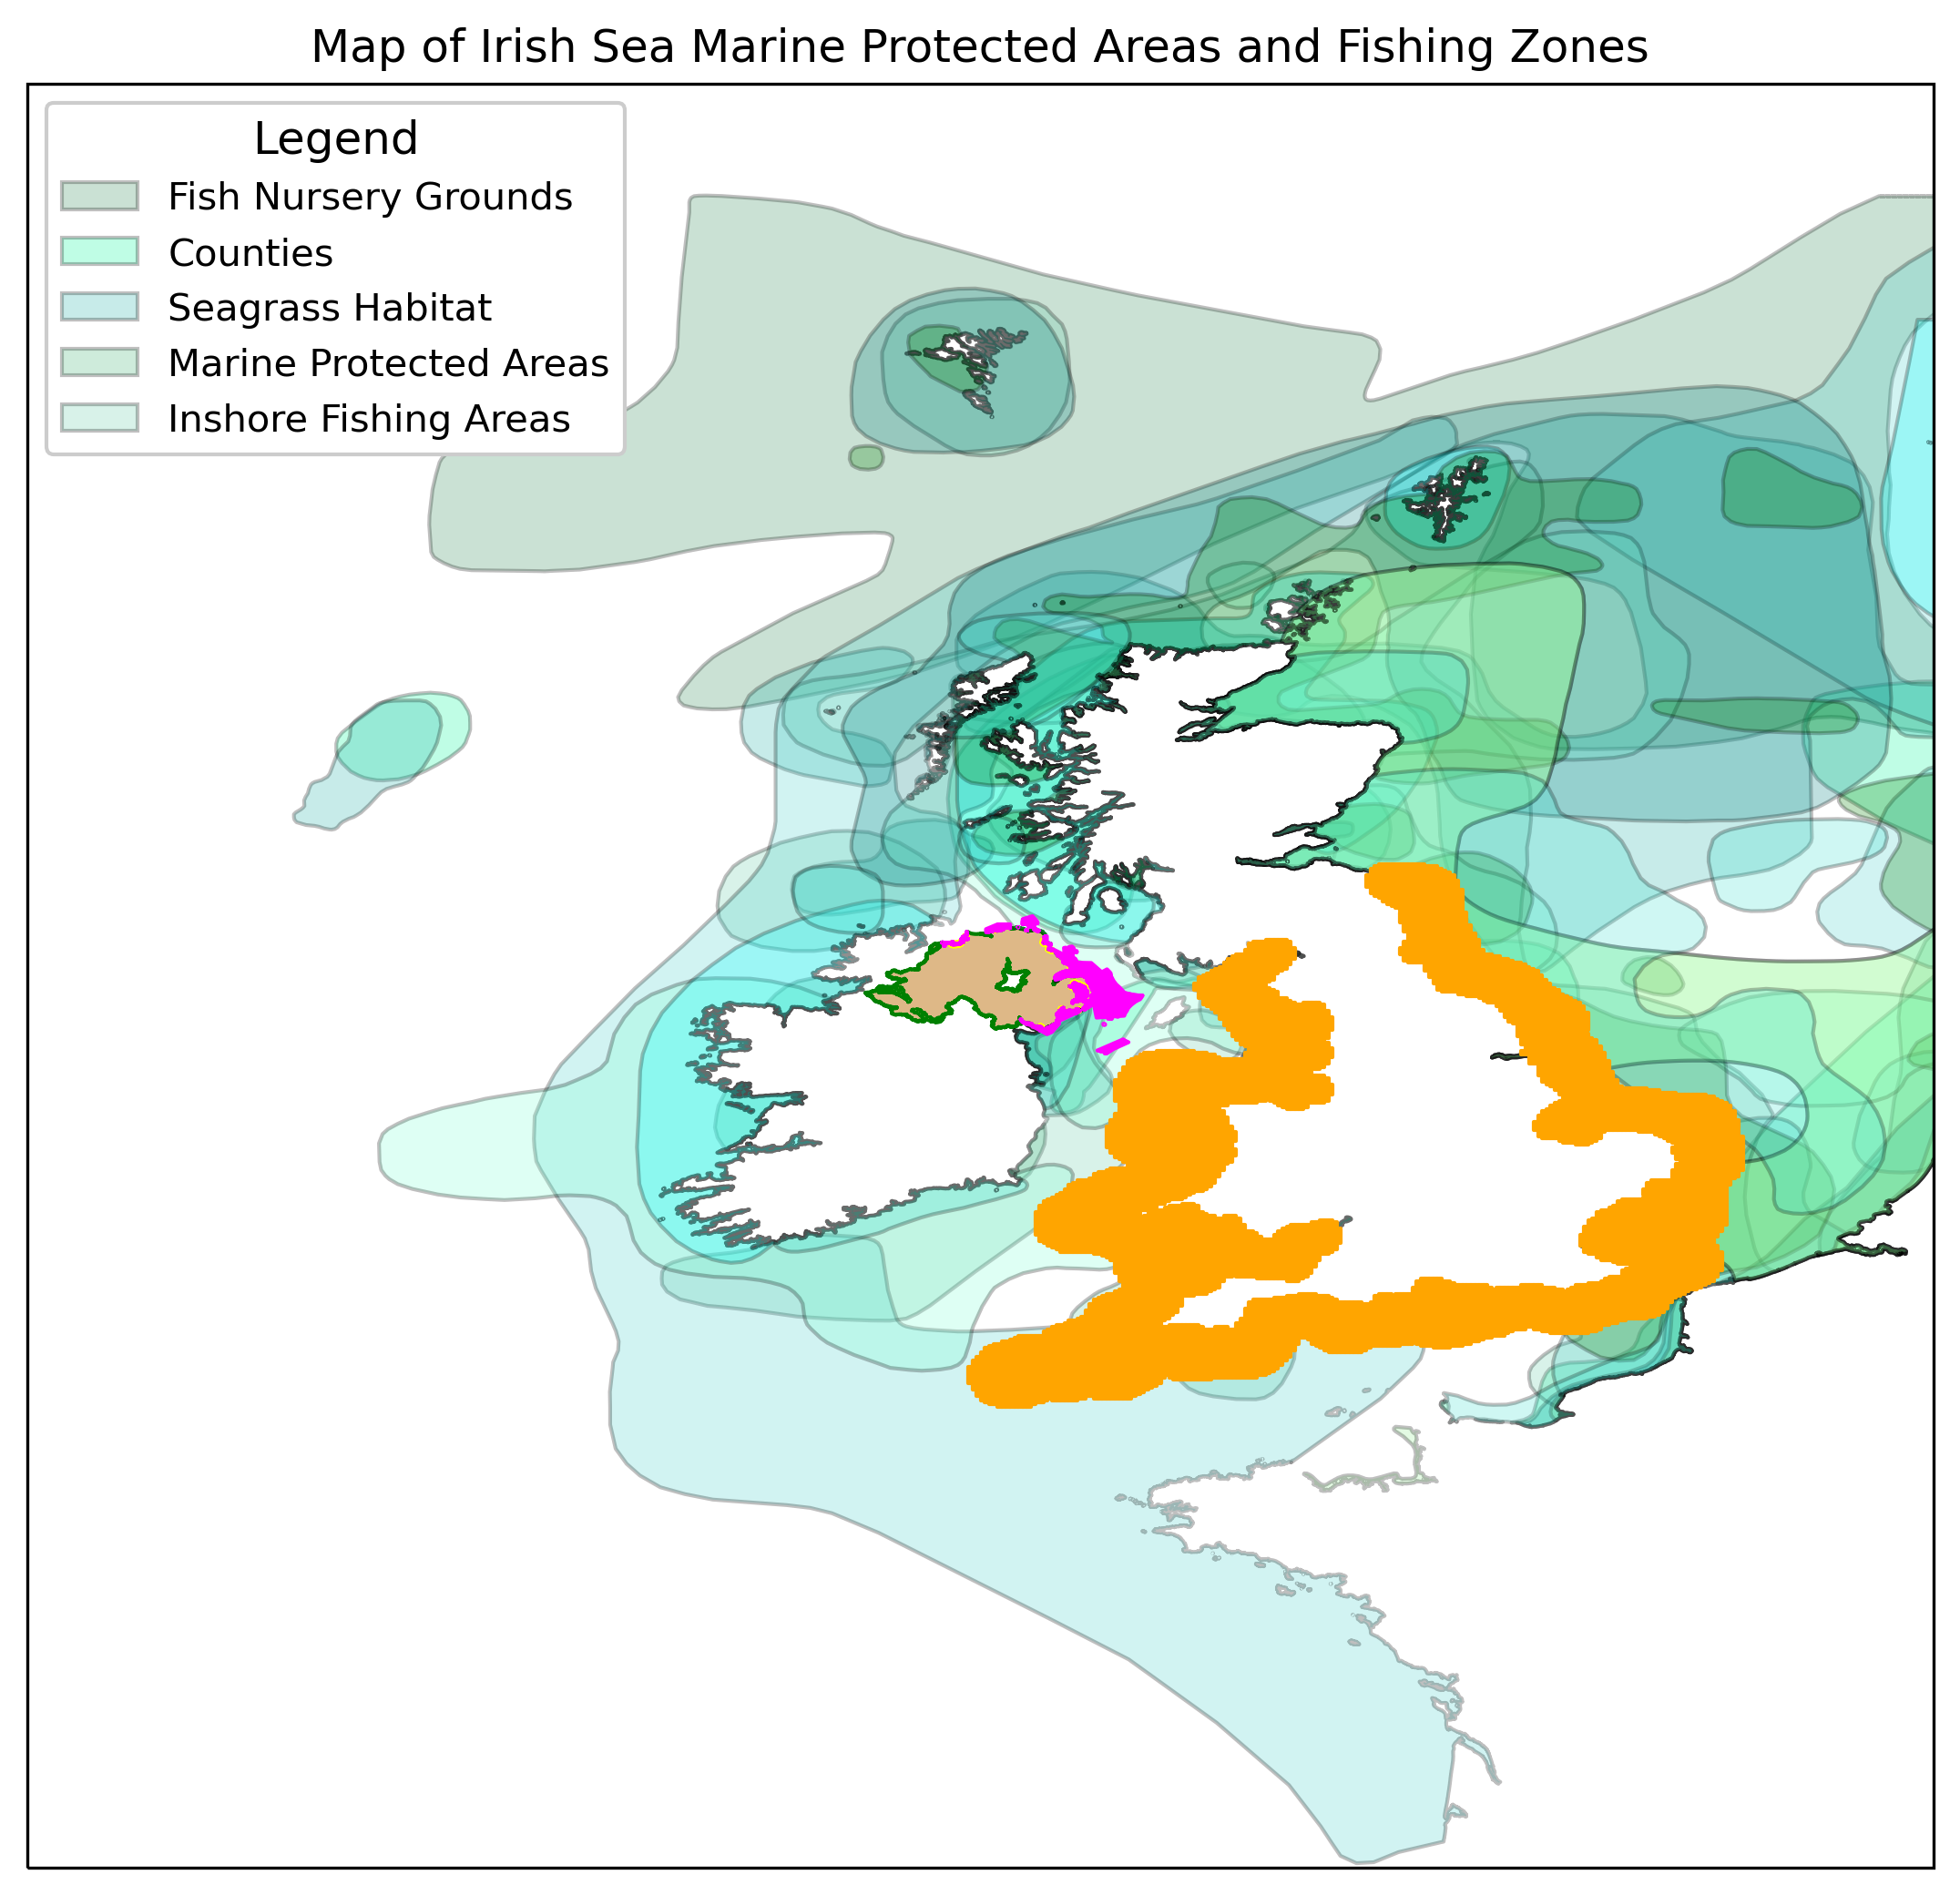 Map of Irish Sea Marine Protected Areas and Fishing Zones
Legend
Fish Nursery Grounds
Counties
Seagrass Habitat
Marine Protected Areas
Inshore Fishing Areas